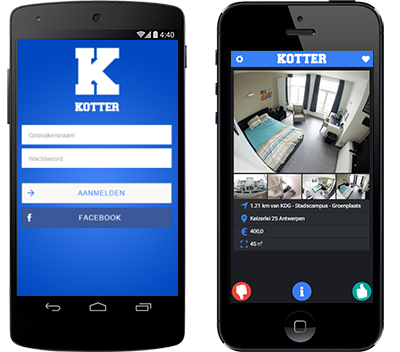 4:40
K
KOTTER
Gebruikersnaam
Wachtwoord
AANMELDEN
f FACEBOOK
KOTTER
1.21 km van KDG - Stadscampus - Groenplaats
Keizerlei 25 Antwerpen
€ 400,0
45 m²
i